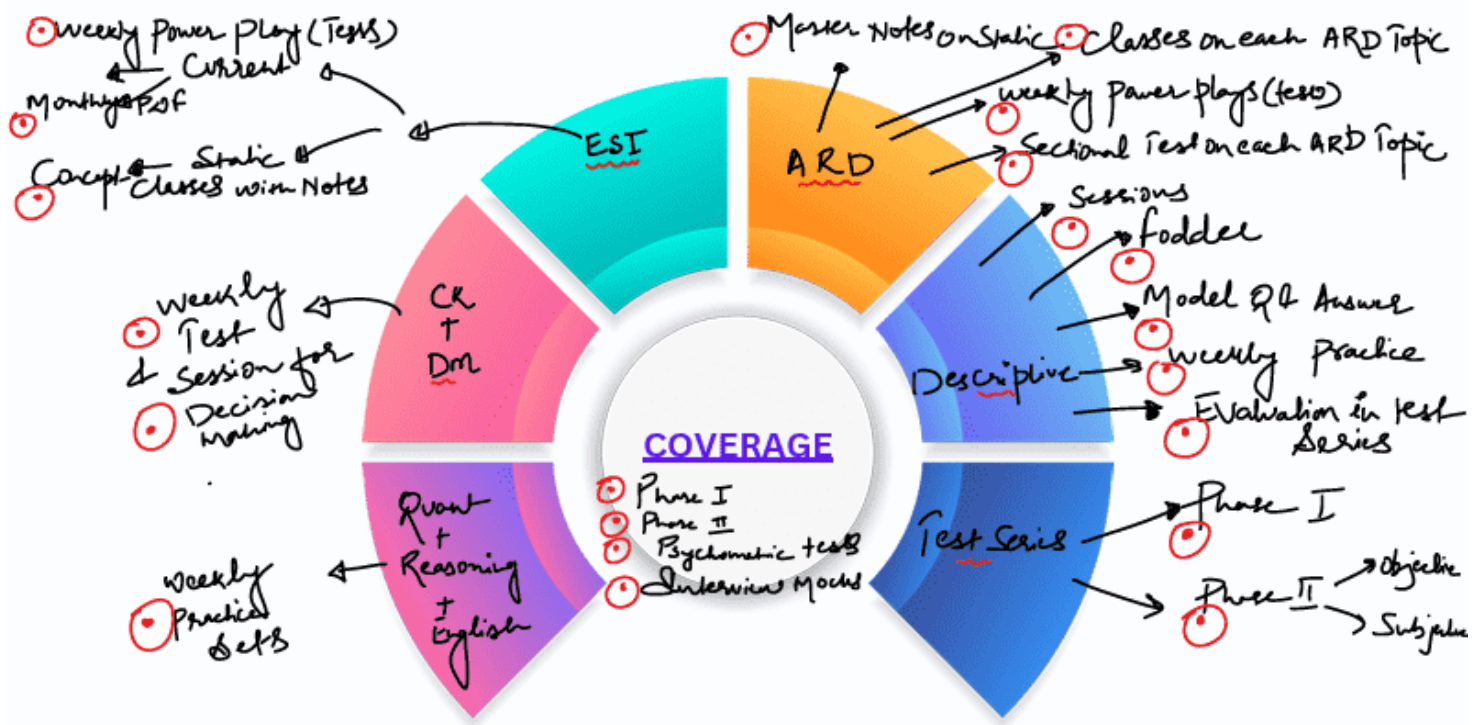 Weekly Power Play (Tests)
Current
Monthly PDF
Static
Concept Classes with Notes
ESI
Master Notes on Static
Classes on each ARD Topic
Weekly Power plays (tests)
Sectional Test on each ARD Topic
ARD
Sessions
Fodder
Model Q & Answer
Weekly Practice
Evaluation in test
Series
Descriptive
Weekly
Test
&
Session for
Decision
Making
CK
+
DM
COVERAGE
Phase I
Phase II
Psychometric tests
Interview Mocks
Test Series
Phase I
Phase II
Objective
Subjective
Quant
+
Reasoning
+
English
Weekly
Practice
Sets